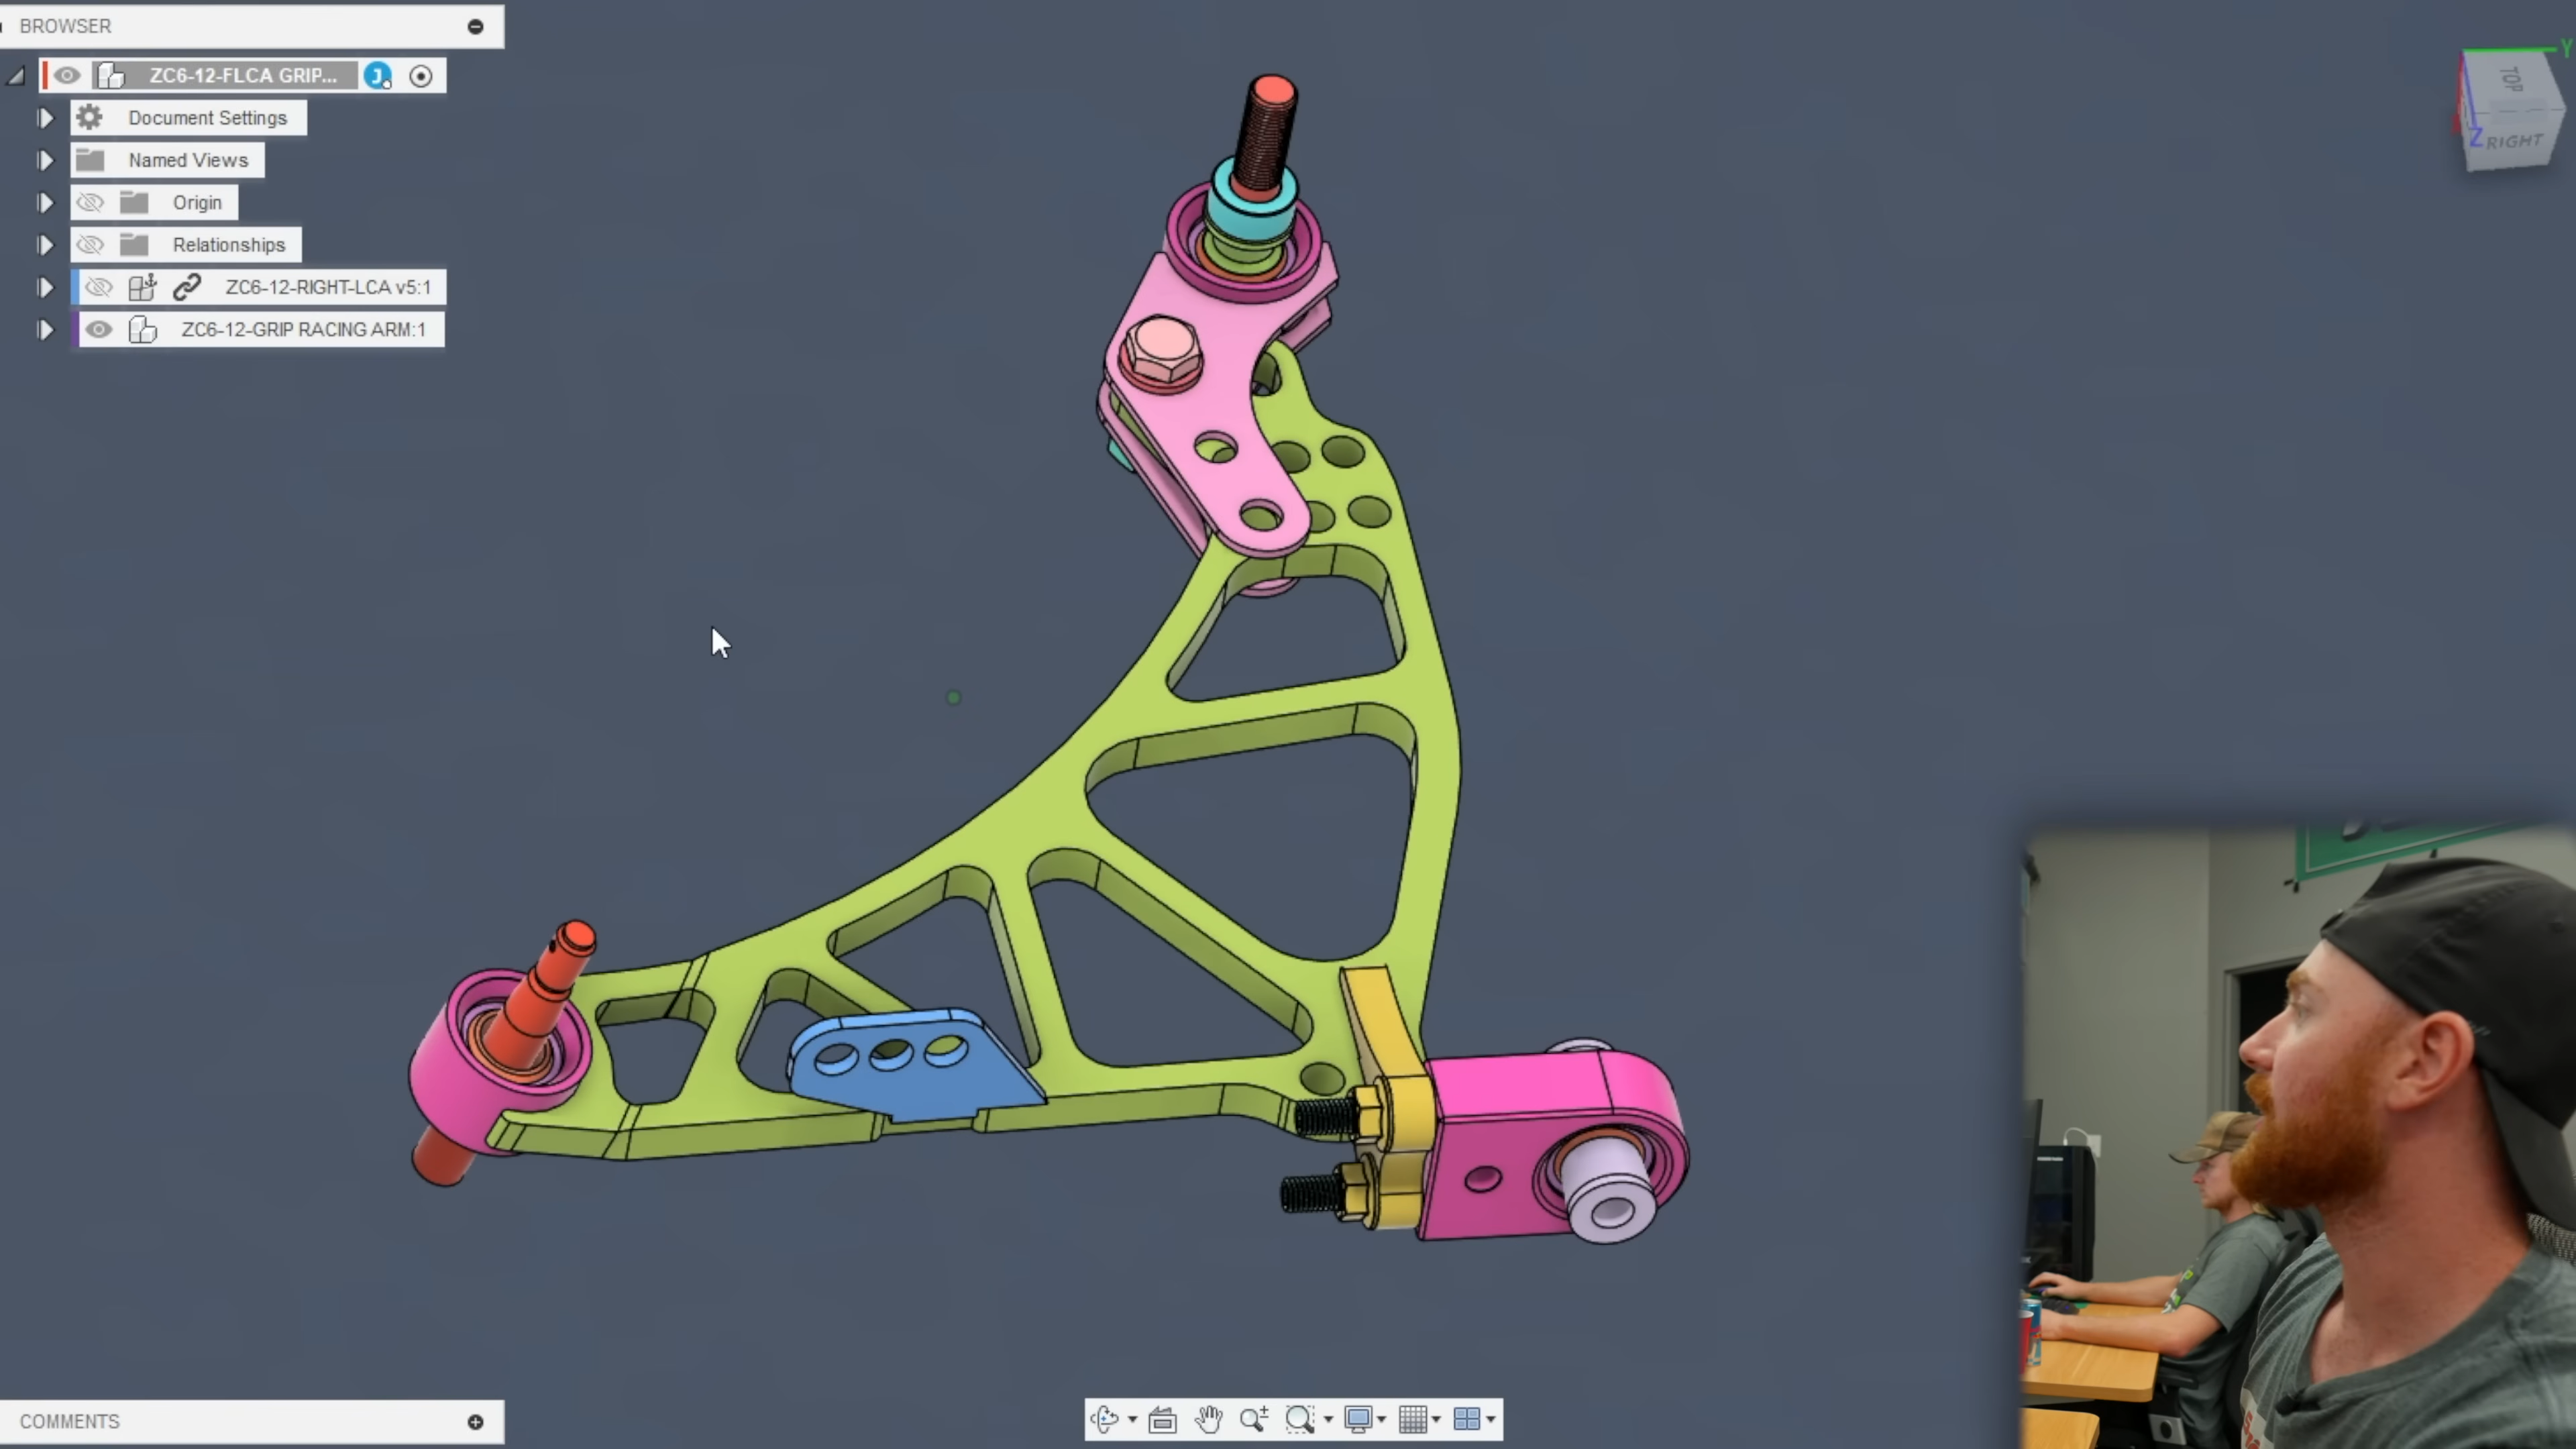 BROWSER
ZC6-12-FLCA GRIP...
J
Document Settings
Named Views
Origin
Relationships
ZC6-12-RIGHT-LCA v5:1
ZC6-12-GRIP RACING ARM:1
Y
TOP
Z
RIGHT
COMMENTS